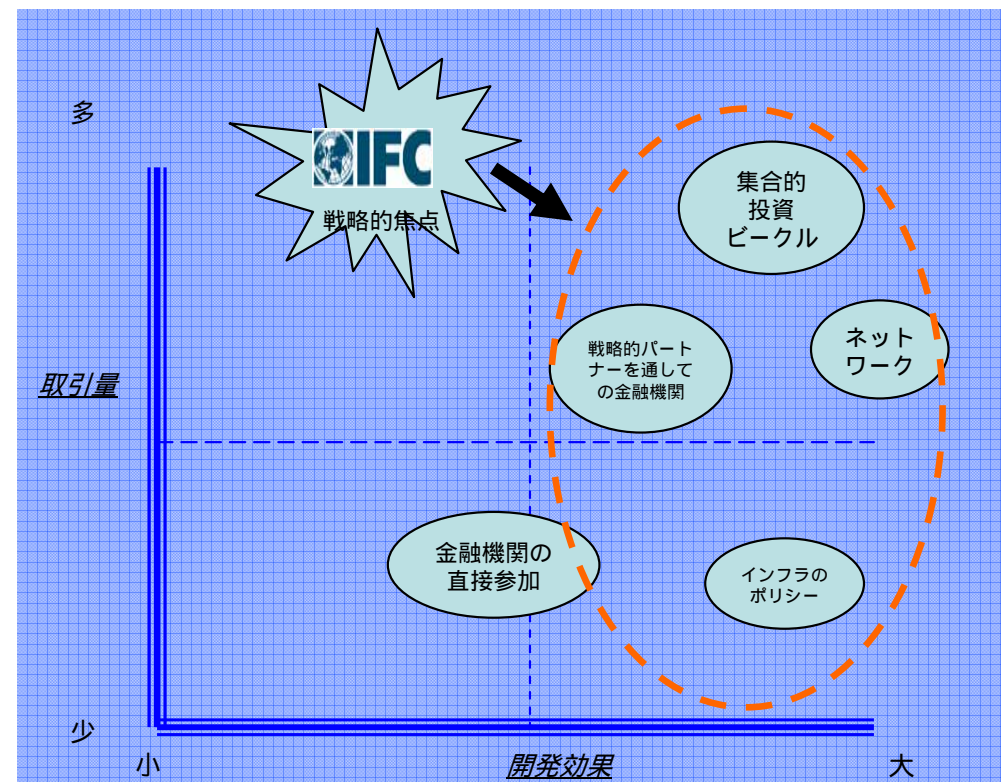 多
IFC
戦略的焦点
集合的
投資
ビークル
ネット
ワーク
戦略的パート
ナーを通して
の金融機関
取引量
金融機関の
直接参加
インフラの
ポリシー
少
小
開発効果
大